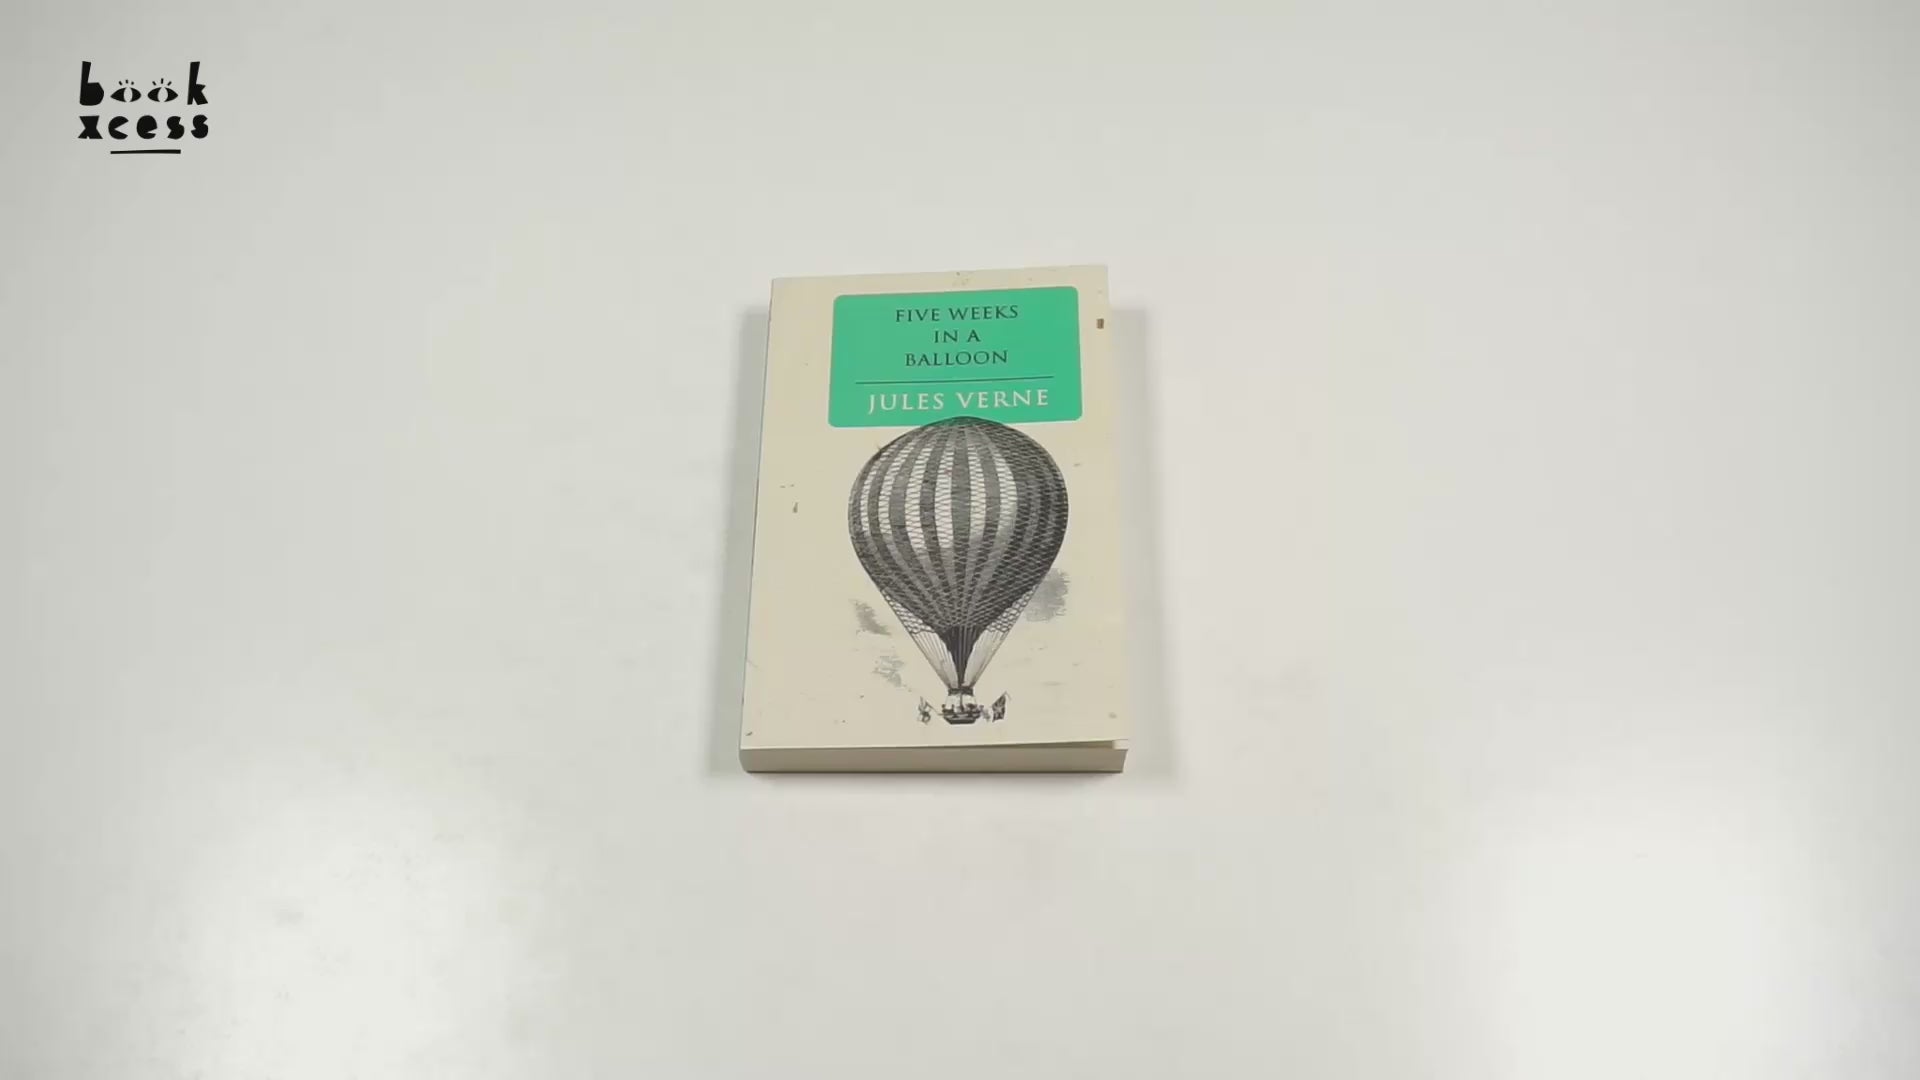 book
xcess
FIVE WEEKS
IN A
BALLOON
JULES VERNE